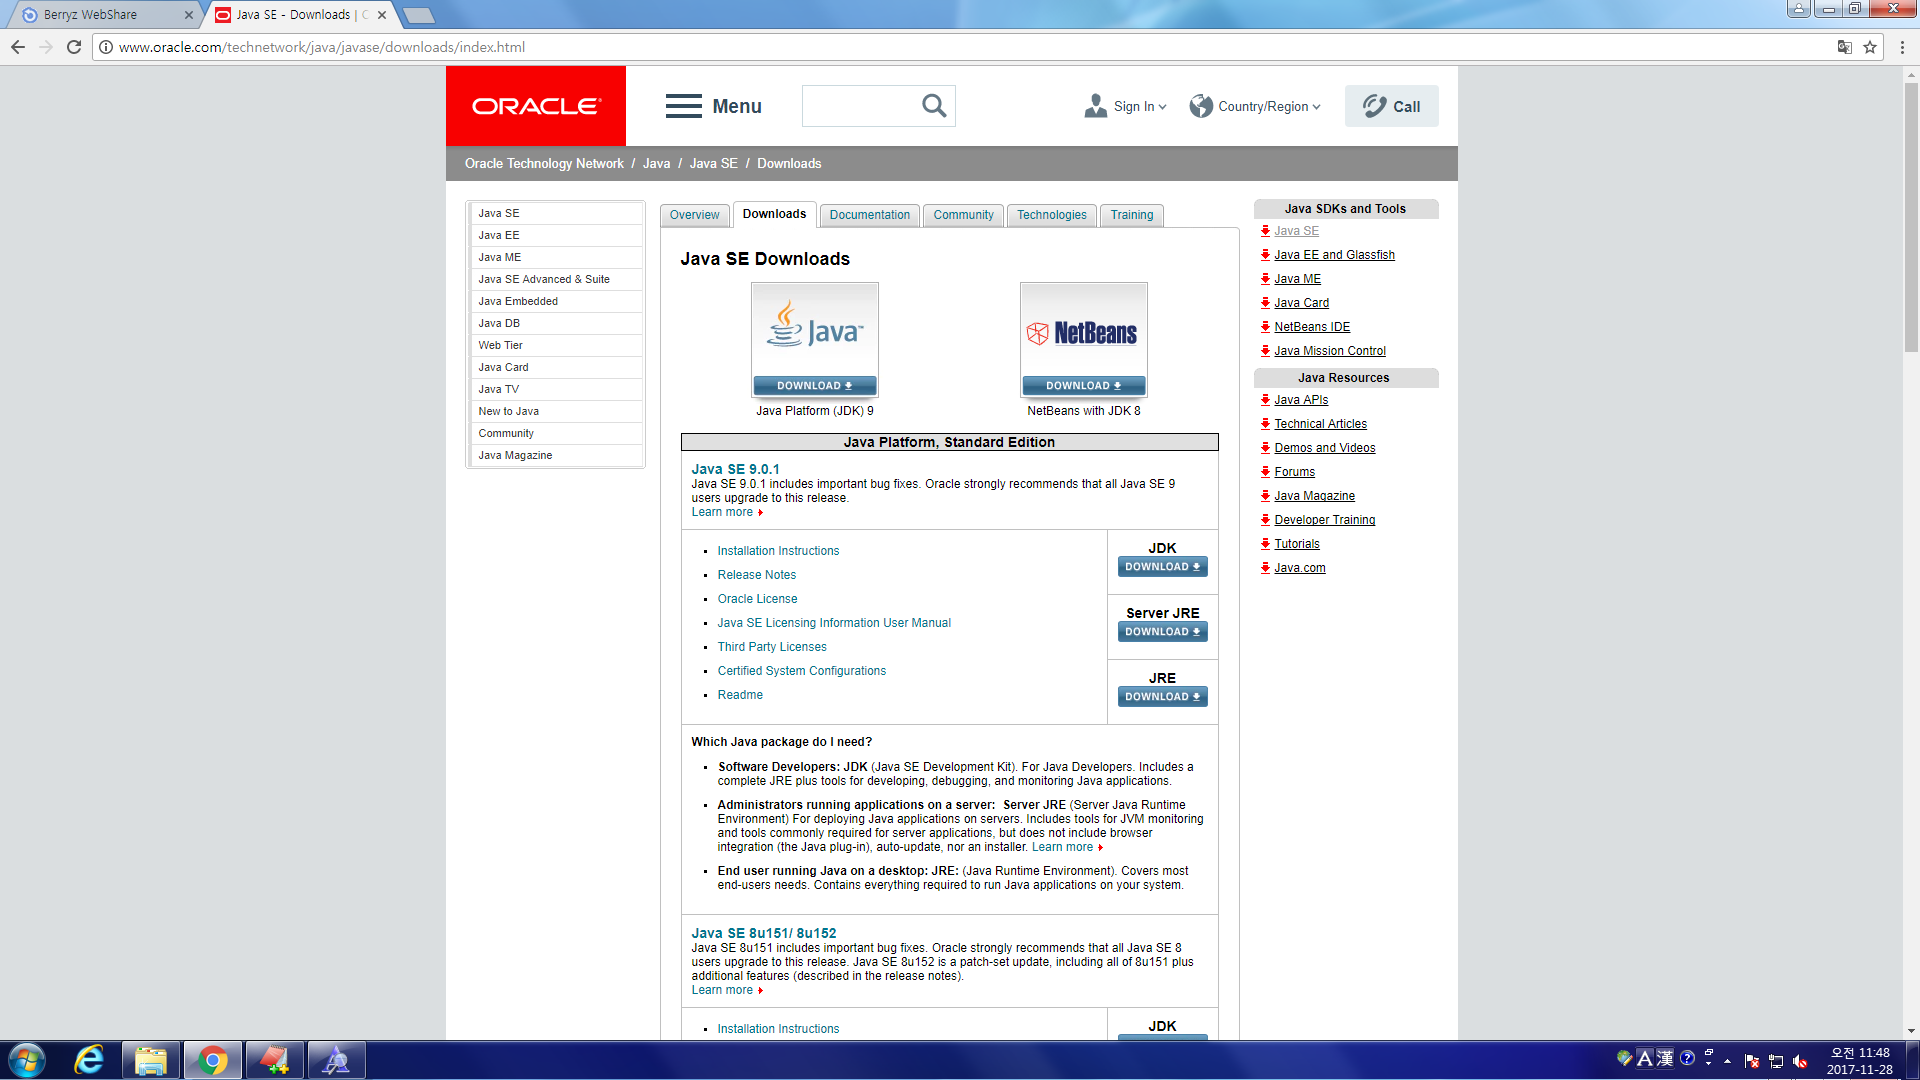 Berryz WebShare
Java SE - Downloads |
www.oracle.com/technetwork/java/javase/downloads/index.html
ORACLE
Menu
Sign In
Country/Region
Call
Oracle Technology Network / Java / Java SE / Downloads
Java SE
Java EE
Java ME
Java SE Advanced & Suite
Java Embedded
Java DB
Web Tier
Java Card
Java TV
New to Java
Community
Java Magazine
Overview
Downloads
Documentation
Community
Technologies
Training
Java SE Downloads
Java™
DOWNLOAD
Java Platform (JDK) 9
NetBeans
DOWNLOAD
NetBeans with JDK 8
Java Platform, Standard Edition
Java SE 9.0.1
Java SE 9.0.1 includes important bug fixes. Oracle strongly recommends that all Java SE 9
users upgrade to this release.
Learn more
Installation Instructions
Release Notes
Oracle License
Java SE Licensing Information User Manual
Third Party Licenses
Certified System Configurations
Readme
JDK
DOWNLOAD
Server JRE
DOWNLOAD
JRE
DOWNLOAD
Which Java package do I need?
Software Developers: JDK (Java SE Development Kit). For Java Developers. Includes a
complete JRE plus tools for developing, debugging, and monitoring Java applications.
Administrators running applications on a server: Server JRE (Server Java Runtime
Environment) For deploying Java applications on servers. Includes tools for JVM monitoring
and tools commonly required for server applications, but does not include browser
integration (the Java plug-in), auto-update, nor an installer. Learn more
End user running Java on a desktop: JRE: (Java Runtime Environment). Covers most
end-users needs. Contains everything required to run Java applications on your system.
Java SE 8u151/ 8u152
Java SE 8u151 includes important bug fixes. Oracle strongly recommends that all Java SE 8
users upgrade to this release. Java SE 8u152 is a patch-set update, including all of 8u151 plus
additional features (described in the release notes).
Learn more
Installation Instructions
JDK
Java SDKs and Tools
Java SE
Java EE and Glassfish
Java ME
Java Card
NetBeans IDE
Java Mission Control
Java Resources
Java APIs
Technical Articles
Demos and Videos
Forums
Java Magazine
Developer Training
Tutorials
Java.com
A 漢
오전 11:48
2017-11-28